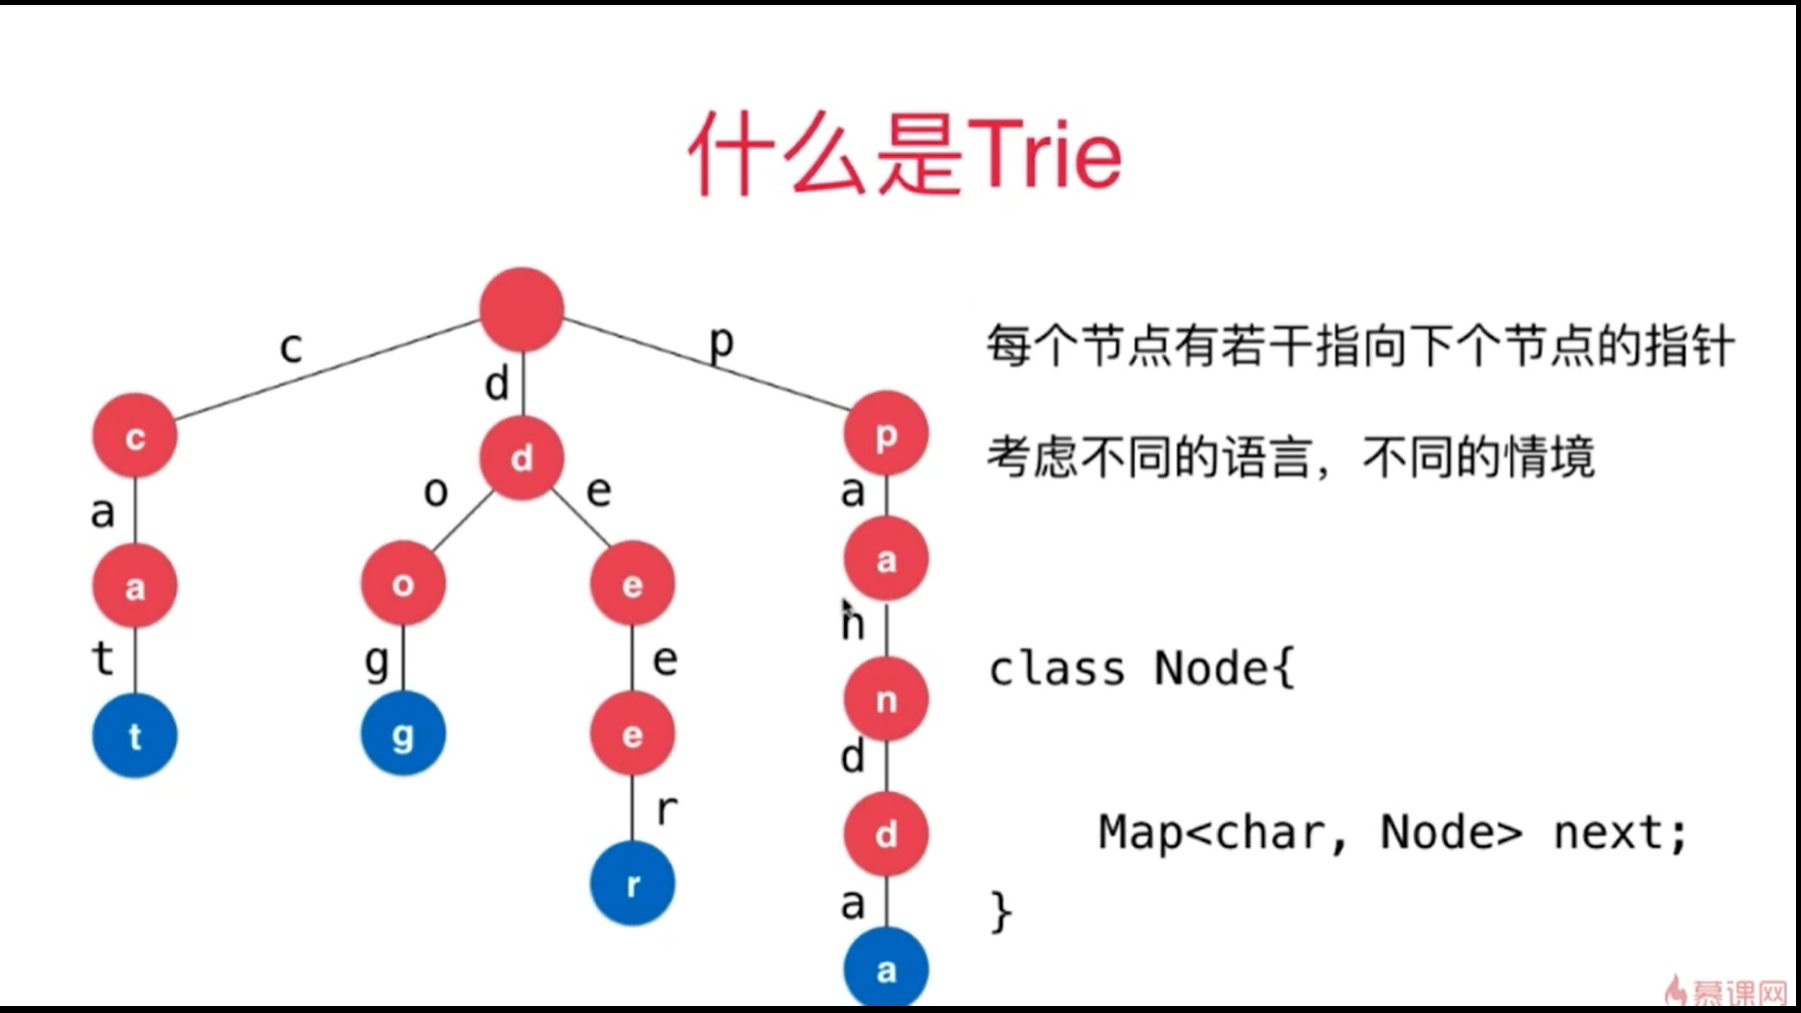 什么是Trie
c
d
p
c
d
p
a
o
e
a
a
o
e
a
t
g
e
n
t
g
e
n
d
r
d
r
a
a
每个节点有若干指向下个节点的指针
考虑不同的语言，不同的情境
class Node{
Map<char, Node> next;
}
慕课网